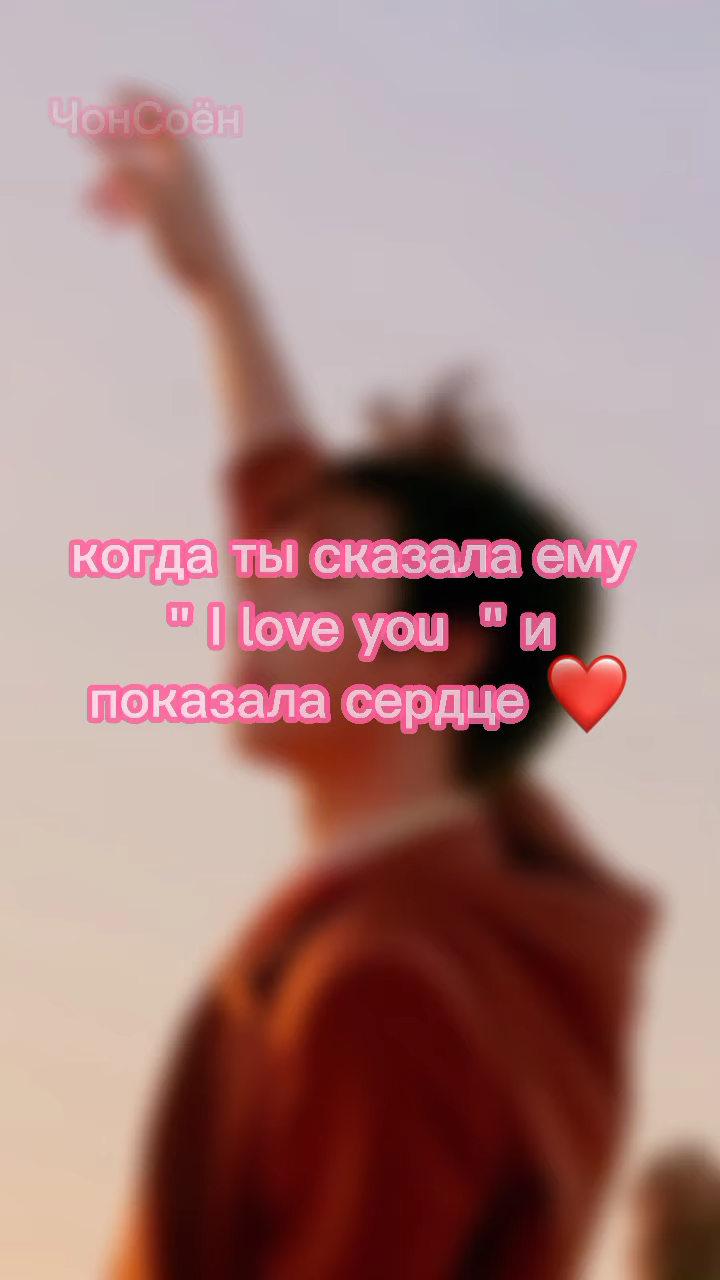 ЧонСоён
когда ты сказала ему
" I love you " и
показала сердце ❤️